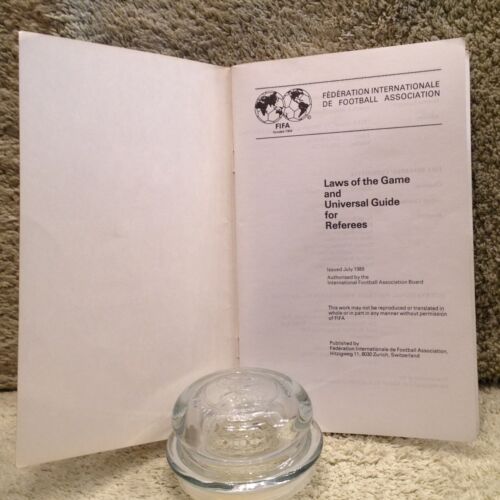 FÉDÉRATION INTERNATIONALE
DE FOOTBALL ASSOCIATION
FIFA
Laws of the Game
and
Universal Guide
for
Referees
Issued July 1988
Authorised by the
International Football Association Board
This work may not be reproduced or translated in
whole or in part in any manner without permission
of FIFA
Published by
Fédération Internationale de Football Association,
Hitzigweg 11, 8030 Zurich, Switzerland